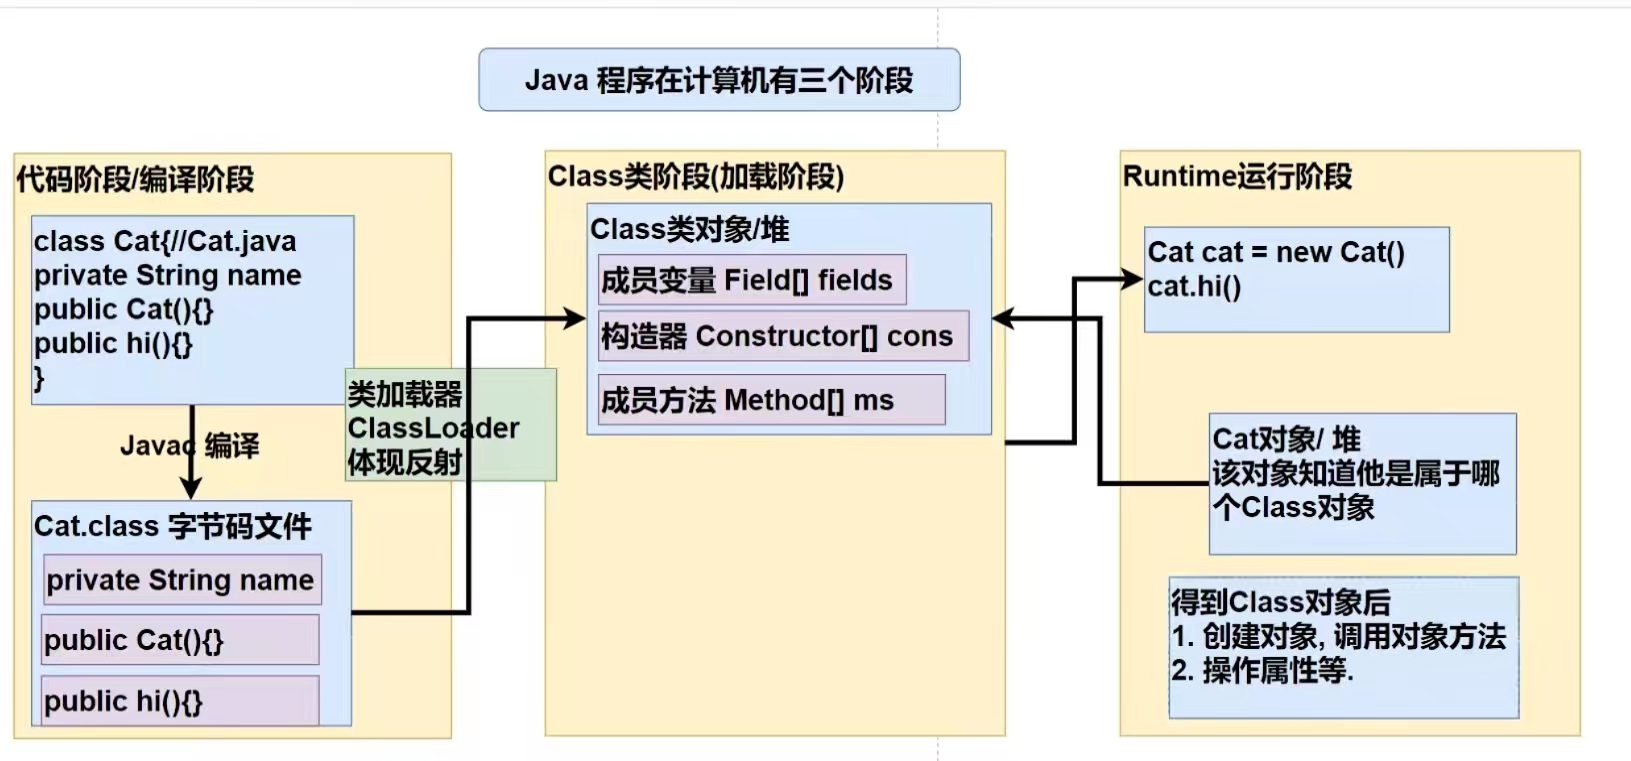 Java 程序在计算机有三个阶段
代码阶段/编译阶段
class Cat{//Cat.java
private String name
public Cat(){}
public hi(){}
}
Javac 编译
Cat.class 字节码文件
private String name
public Cat(){}
public hi(){}
类加载器
ClassLoader
体现反射
Class类阶段(加载阶段)
Class类对象/堆
成员变量 Field[] fields
构造器 Constructor[] cons
成员方法 Method[] ms
Runtime运行阶段
Cat cat = new Cat()
cat.hi()
Cat对象/ 堆
该对象知道他是属于哪
个Class对象
得到Class对象后
1. 创建对象, 调用对象方法
2. 操作属性等.